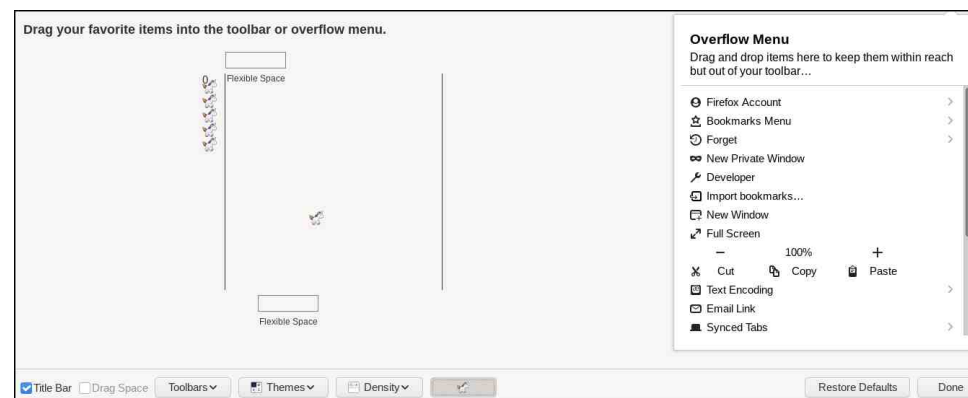 Drag your favorite items into the toolbar or overflow menu.
Flexible Space
0
Flexible Space
Overflow Menu
Drag and drop items here to keep them within reach
but out of your toolbar…
Firefox Account
Bookmarks Menu
Forget
New Private Window
Developer
Import bookmarks…
New Window
Full Screen
− 100% +
Cut Copy Paste
Text Encoding
Email Link
Synced Tabs
Title Bar Drag Space Toolbars Themes Density Restore Defaults Done